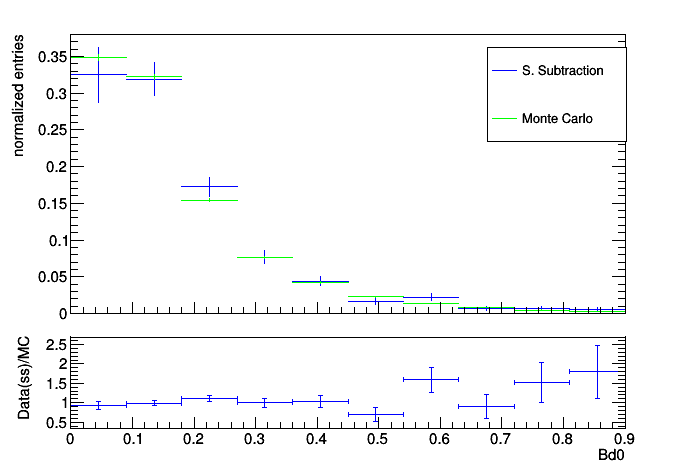 normalized entries
0.35
0.3
0.25
0.2
0.15
0.1
0.05
0
S. Subtraction
Monte Carlo
Data(ss)/MC
2.5
2
1.5
1
0.5
0 0.1 0.2 0.3 0.4 0.5 0.6 0.7 0.8 0.9
Bd0